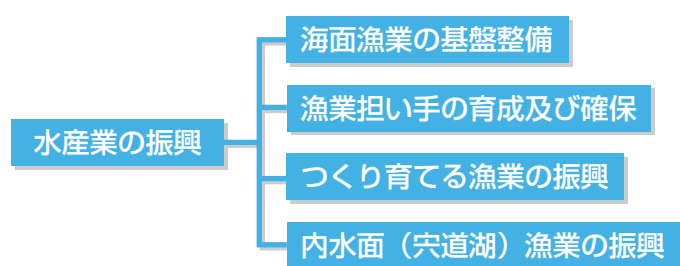 水産業の振興
海面漁業の基盤整備
漁業担い手の育成及び確保
つくり育てる漁業の振興
内水面（宍道湖）漁業の振興